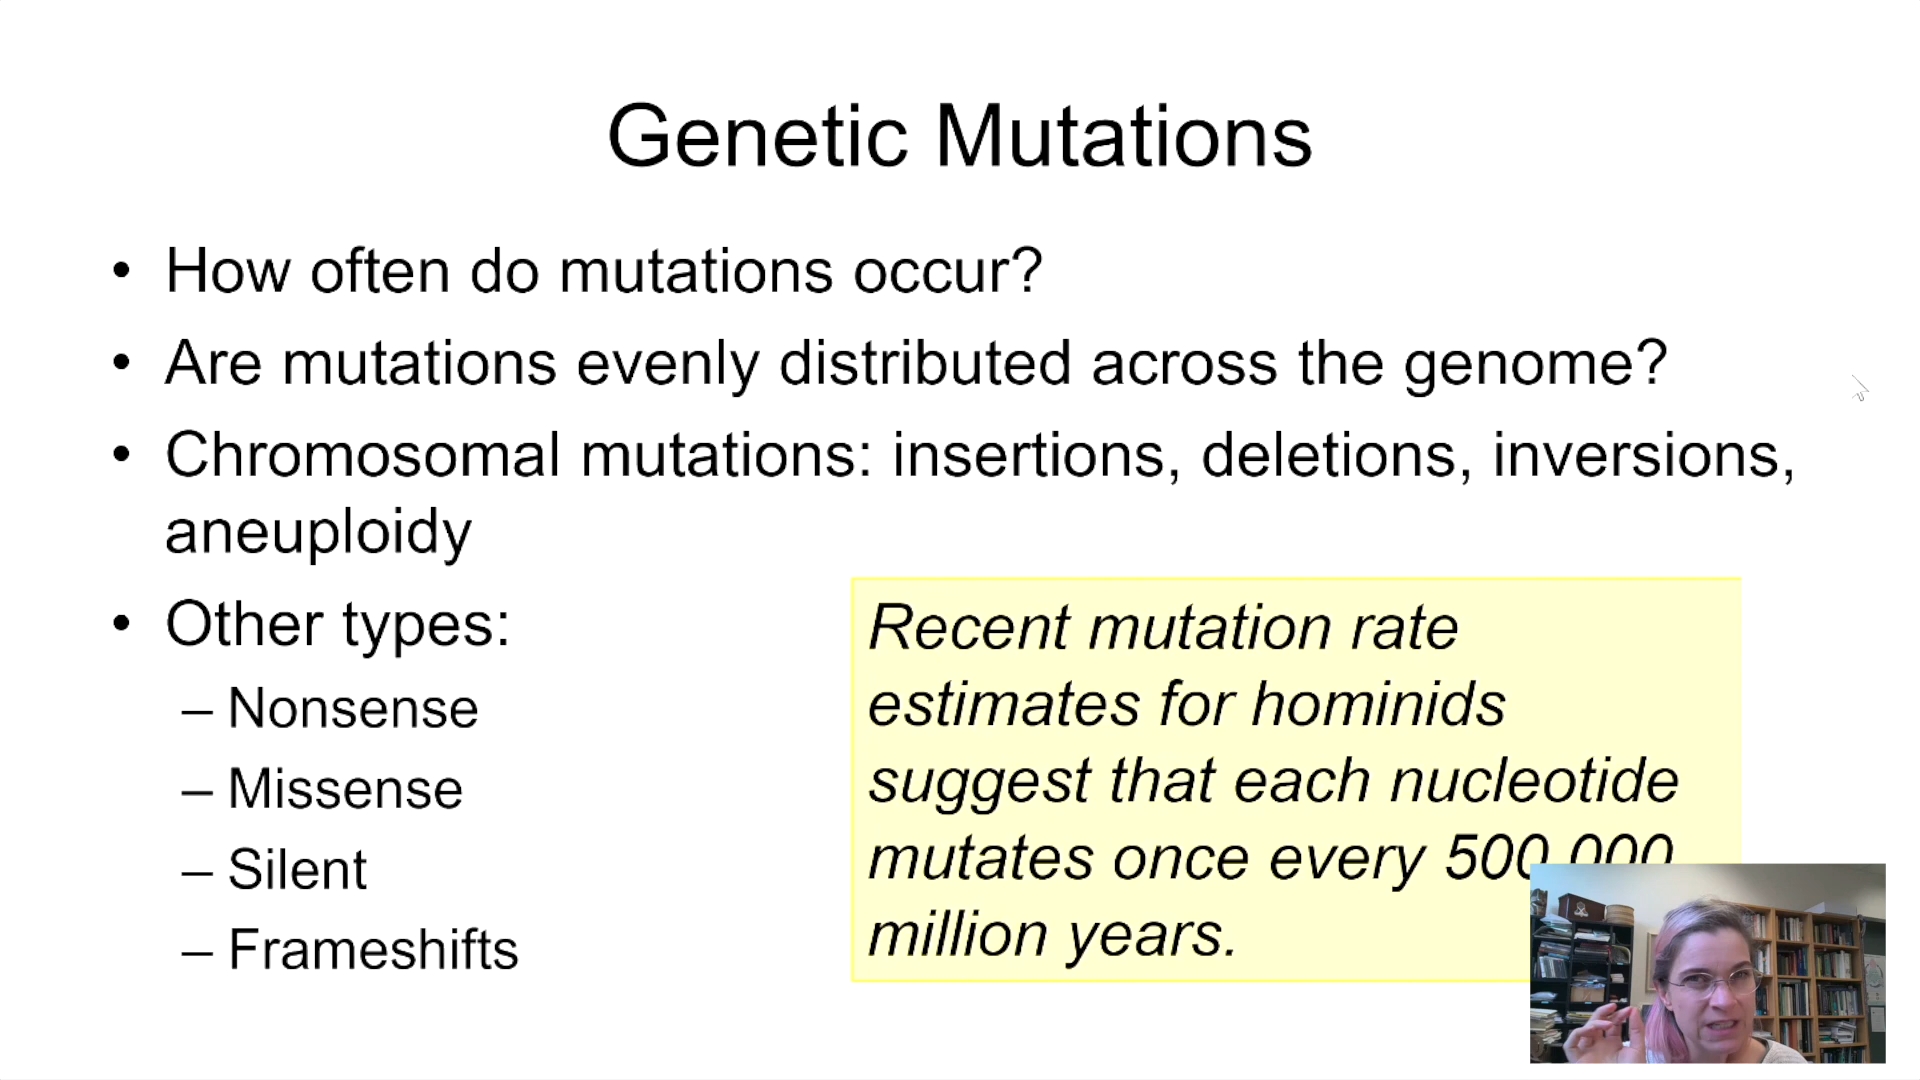 Genetic Mutations
• How often do mutations occur?
• Are mutations evenly distributed across the genome?
• Chromosomal mutations: insertions, deletions, inversions,
aneuploidy
• Other types:
– Nonsense
– Missense
– Silent
– Frameshifts
Recent mutation rate
estimates for hominids
suggest that each nucleotide
mutates once every 500,000
million years.